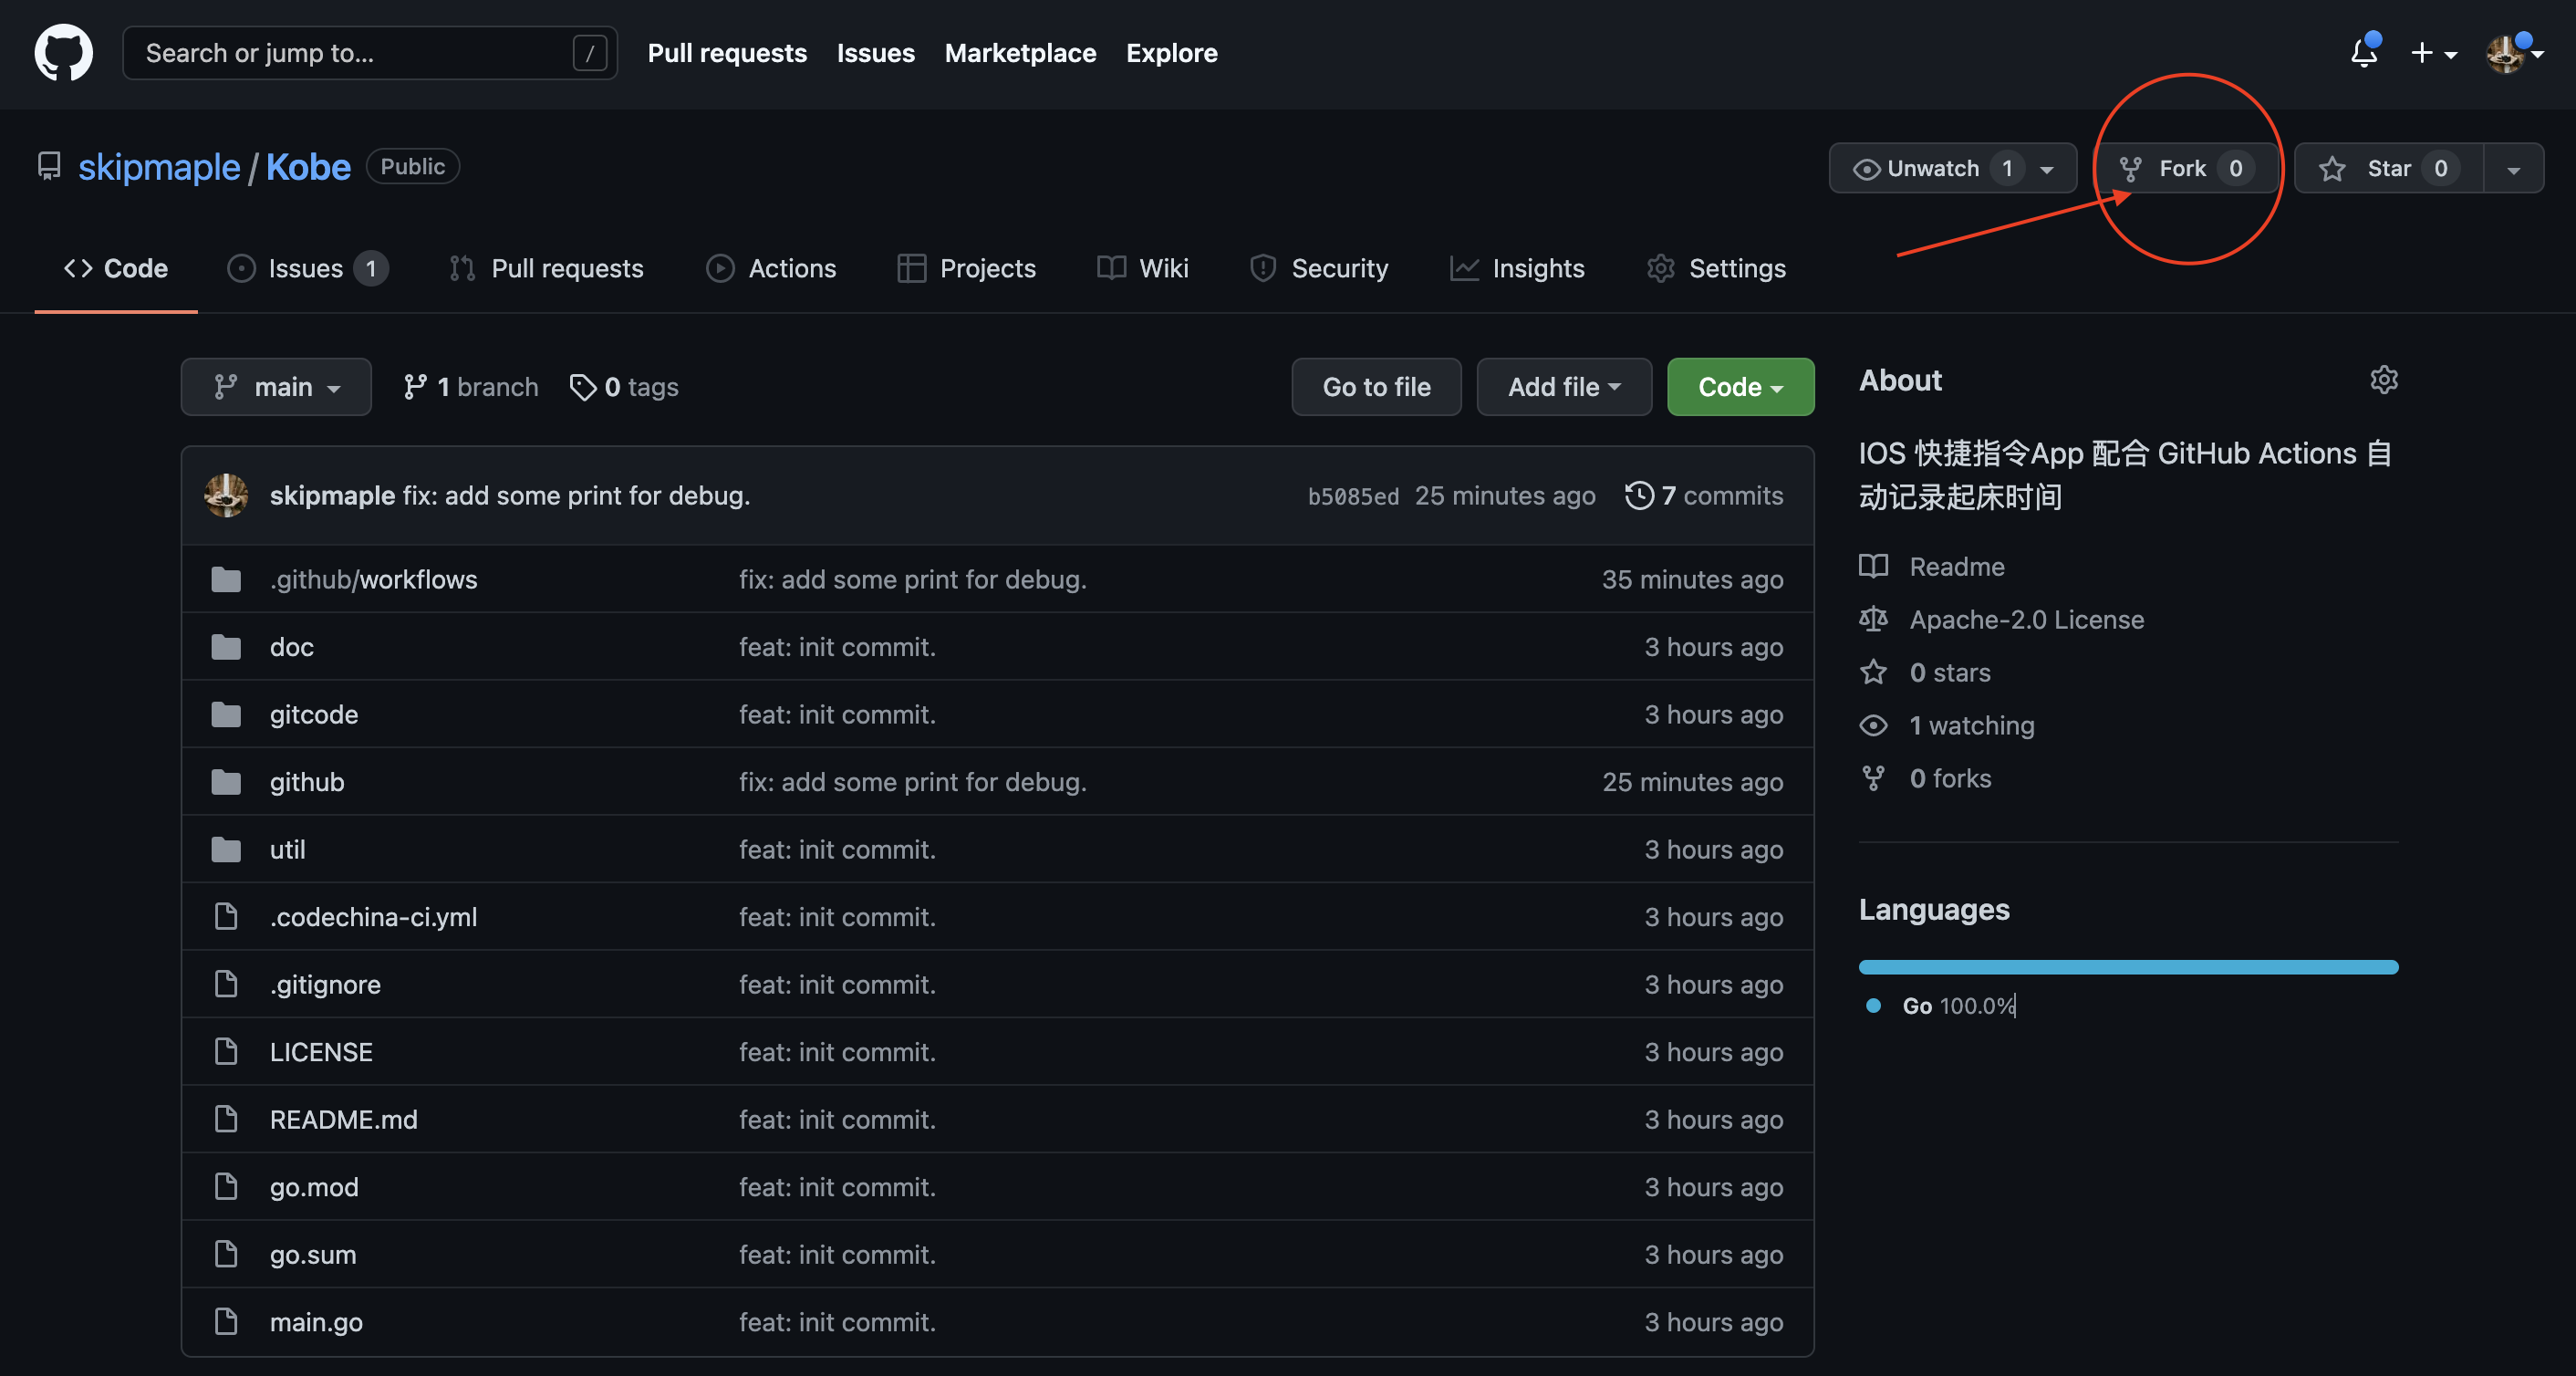 Search or jump to... / Pull requests Issues Marketplace Explore
skipmaple / Kobe Public Unwatch 1 Fork 0 Star 0
Code Issues 1 Pull requests Actions Projects Wiki Security Insights Settings
main 1 branch 0 tags Go to file Add file Code
skipmaple fix: add some print for debug. b5085ed 25 minutes ago 7 commits
.github/workflows fix: add some print for debug. 35 minutes ago
doc feat: init commit. 3 hours ago
gitcode feat: init commit. 3 hours ago
github fix: add some print for debug. 25 minutes ago
util feat: init commit. 3 hours ago
.codechina-ci.yml feat: init commit. 3 hours ago
.gitignore feat: init commit. 3 hours ago
LICENSE feat: init commit. 3 hours ago
README.md feat: init commit. 3 hours ago
go.mod feat: init commit. 3 hours ago
go.sum feat: init commit. 3 hours ago
main.go feat: init commit. 3 hours ago
About
IOS 快捷指令App 配合 GitHub Actions 自
动记录起床时间
Readme
Apache-2.0 License
0 stars
1 watching
0 forks
Languages
Go 100.0%